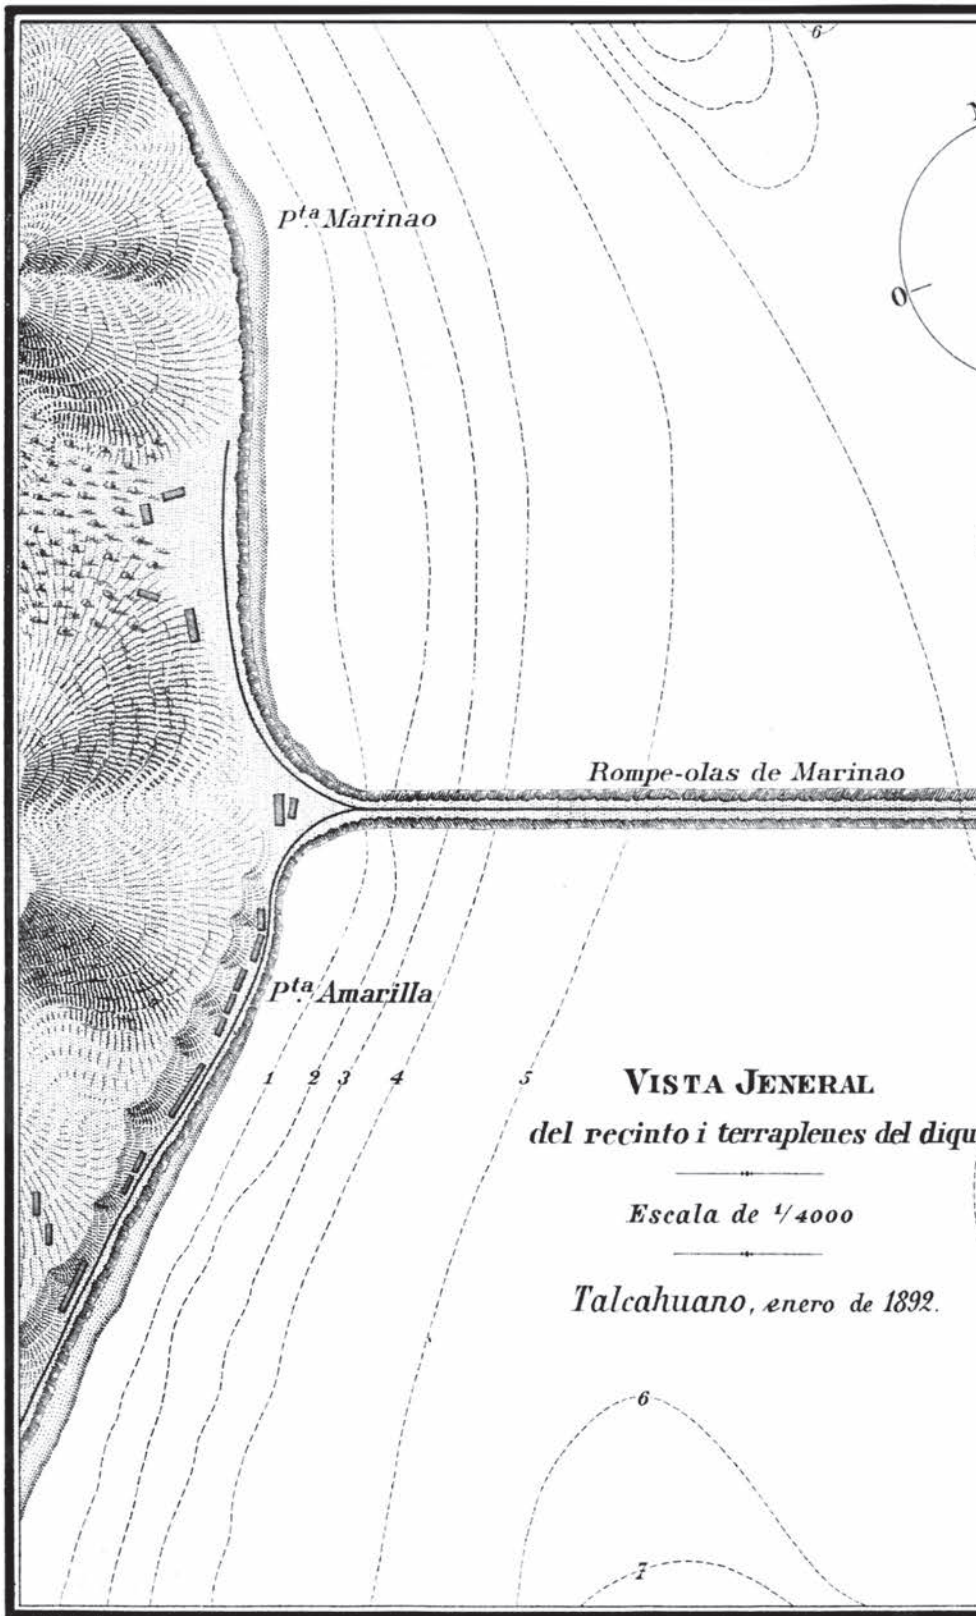 6
Pta. Marinao
O
Rompe-olas de Marinao
Pta. Amarilla
1 2 3 4 5
VISTA JENERAL
del recinto i terraplenes del diqu
Escala de 1/4000
Talcahuano, enero de 1892.
6
7